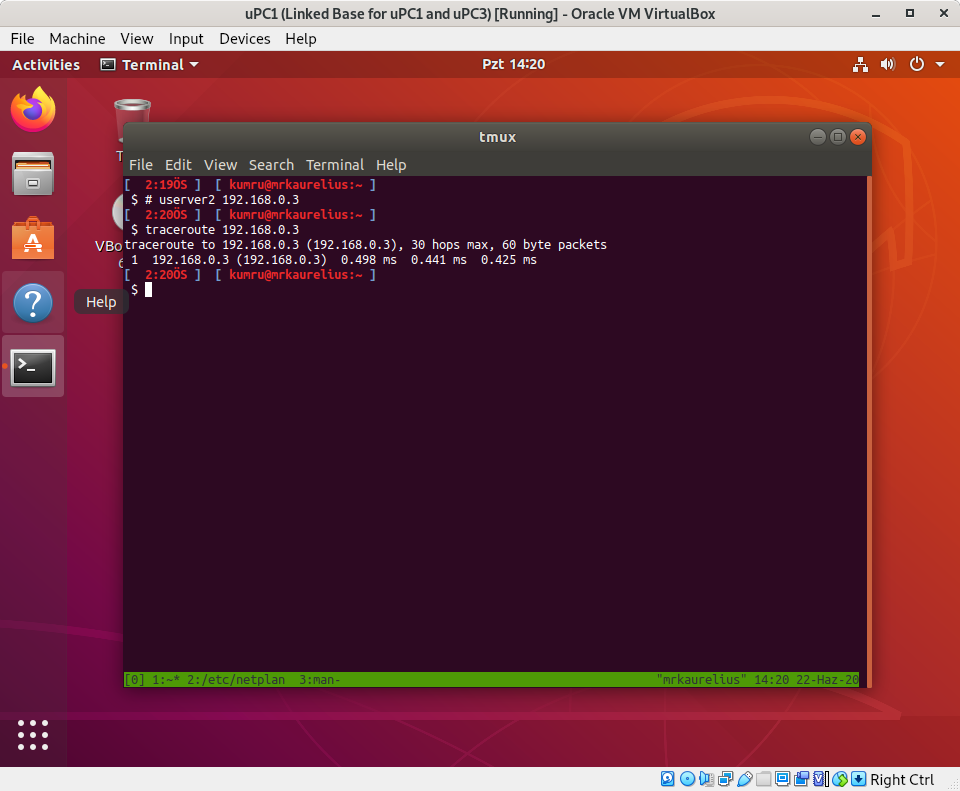 uPC1 (Linked Base for uPC1 and uPC3) [Running] - Oracle VM VirtualBox
File Machine View Input Devices Help
Activities Terminal Pzt 14:20
tmux
File Edit View Search Terminal Help
[ 2:19ÖS ] [ kumru@mrkaurelius:~ ]
$ # userver2 192.168.0.3
[ 2:20ÖS ] [ kumru@mrkaurelius:~ ]
$ traceroute 192.168.0.3
traceroute to 192.168.0.3 (192.168.0.3), 30 hops max, 60 byte packets
1 192.168.0.3 (192.168.0.3) 0.498 ms 0.441 ms 0.425 ms
[ 2:20ÖS ] [ kumru@mrkaurelius:~ ]
$
VBo
Help
[0] 1:~* 2:/etc/netplan 3:man- "mrkaurelius" 14:20 22-Haz-20
Right Ctrl